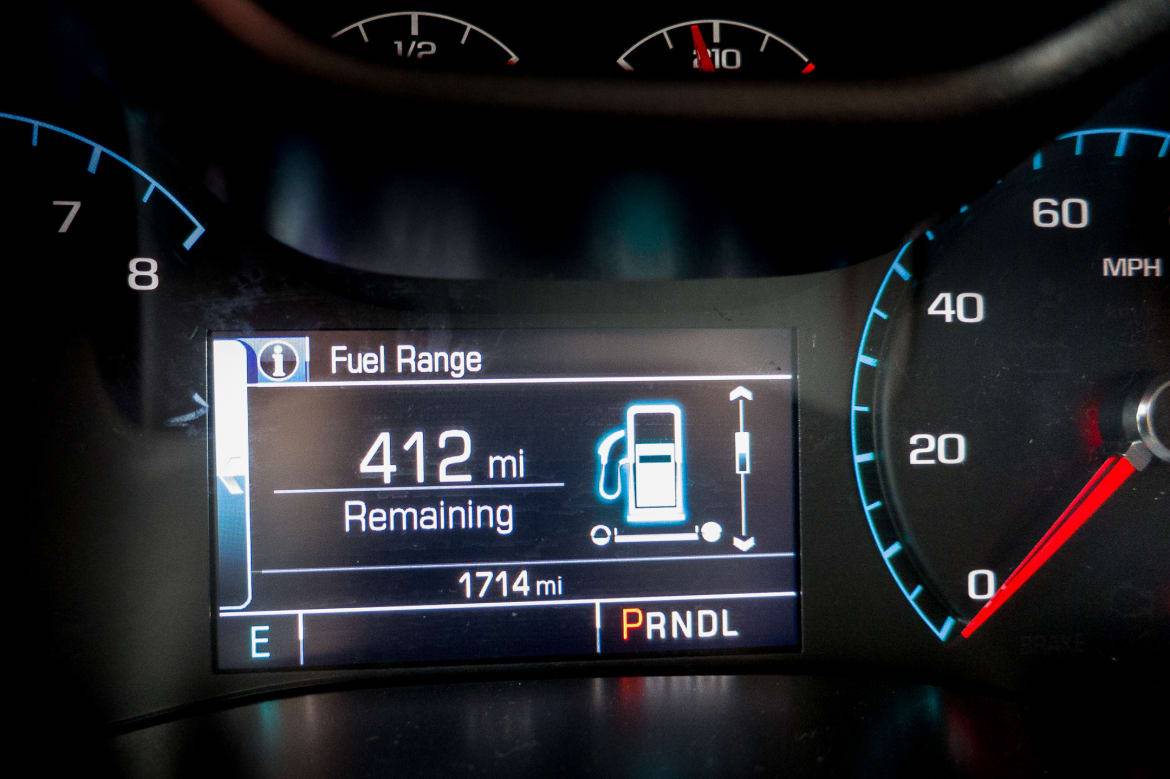 1/2
210
7
8
60
MPH
40
20
0
i Fuel Range
412 mi
Remaining
1714 mi
E
PRNDL